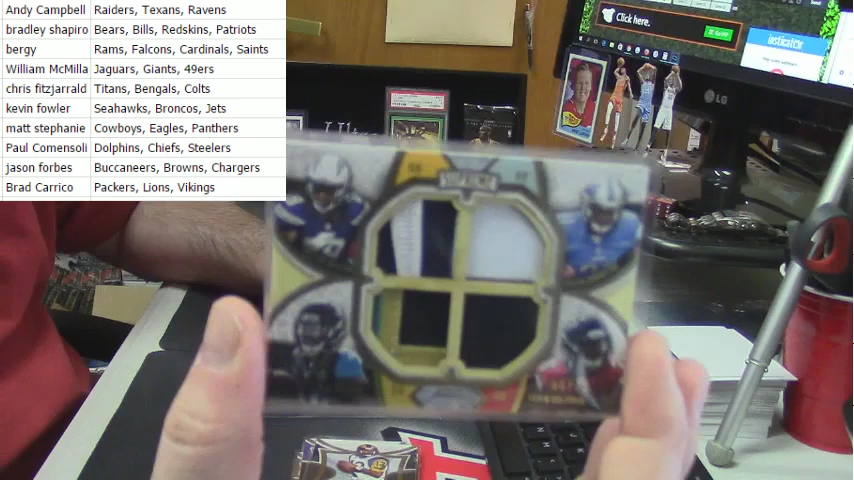 Andy Campbell Raiders, Texans, Ravens
bradley shapiro Bears, Bills, Redskins, Patriots
bergy Rams, Falcons, Cardinals, Saints
William McMilla Jaguars, Giants, 49ers
chris fitzjarrald Titans, Bengals, Colts
kevin fowler Seahawks, Broncos, Jets
matt stephanie Cowboys, Eagles, Panthers
Paul Comensoli Dolphins, Chiefs, Steelers
jason forbes Buccaneers, Browns, Chargers
Brad Carrico Packers, Lions, Vikings
Click here.
insticator
LG
SUPREME